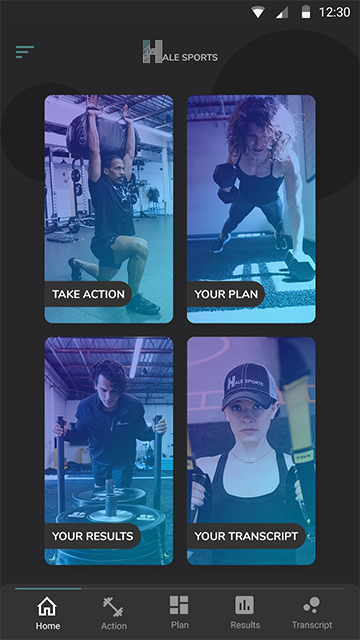 12:30
HALE SPORTS
TAKE ACTION
YOUR PLAN
HALE SPORTS
YOUR RESULTS
YOUR TRANSCRIPT
Home
Action
Plan
Results
Transcript